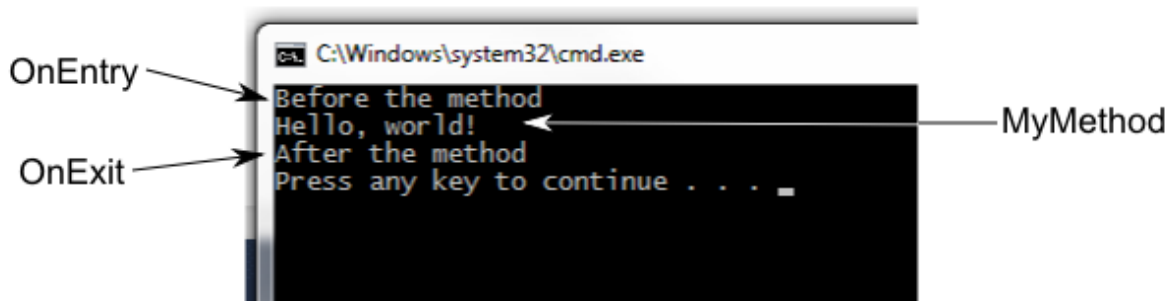 C:\Windows\system32\cmd.exe
OnEntry
Before the method
Hello, world!
MyMethod
After the method
OnExit
Press any key to continue . . .